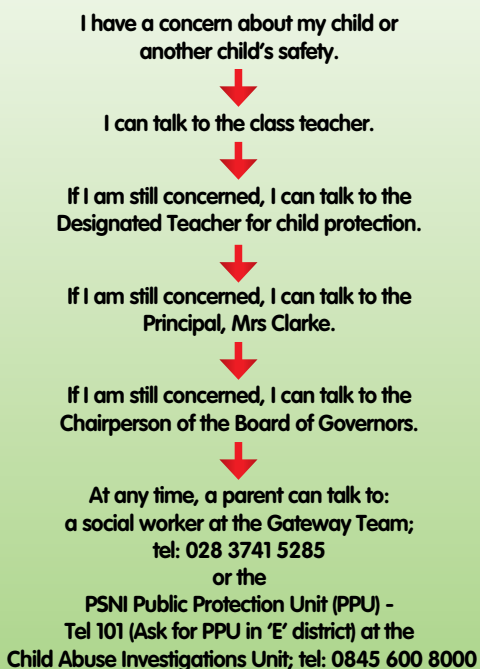 I have a concern about my child or
another child's safety.
I can talk to the class teacher.
If I am still concerned, I can talk to the
Designated Teacher for child protection.
If I am still concerned, I can talk to the
Principal, Mrs Clarke.
If I am still concerned, I can talk to the
Chairperson of the Board of Governors.
At any time, a parent can talk to:
a social worker at the Gateway Team;
tel: 028 3741 5285
or the
PSNI Public Protection Unit (PPU) -
Tel 101 (Ask for PPU in 'E' district) at the
Child Abuse Investigations Unit; tel: 0845 600 8000